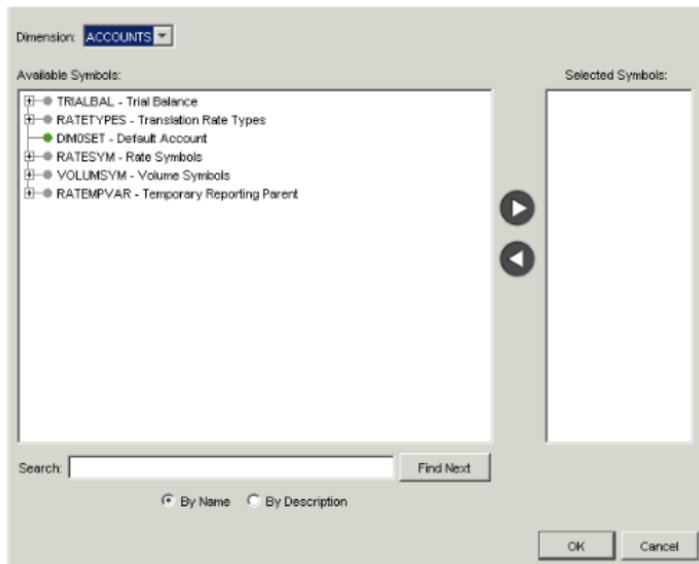 Dimension: ACCOUNTS
Available Symbols:
Selected Symbols:
TRIALBAL - Trial Balance
RATETYPES - Translation Rate Types
DIM0SET - Default Account
RATESYM - Rate Symbols
VOLUMSYM - Volume Symbols
RATEMPVAR - Temporary Reporting Parent
Search:
Find Next
By Name
By Description
OK
Cancel